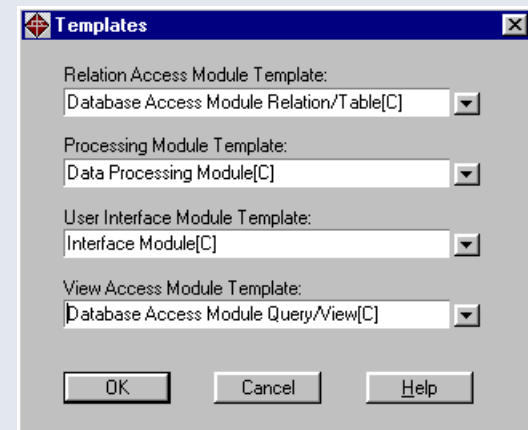 Templates
Relation Access Module Template:
Database Access Module Relation/Table[C]
Processing Module Template:
Data Processing Module[C]
User Interface Module Template:
Interface Module[C]
View Access Module Template:
Database Access Module Query/View[C]
OK Cancel Help